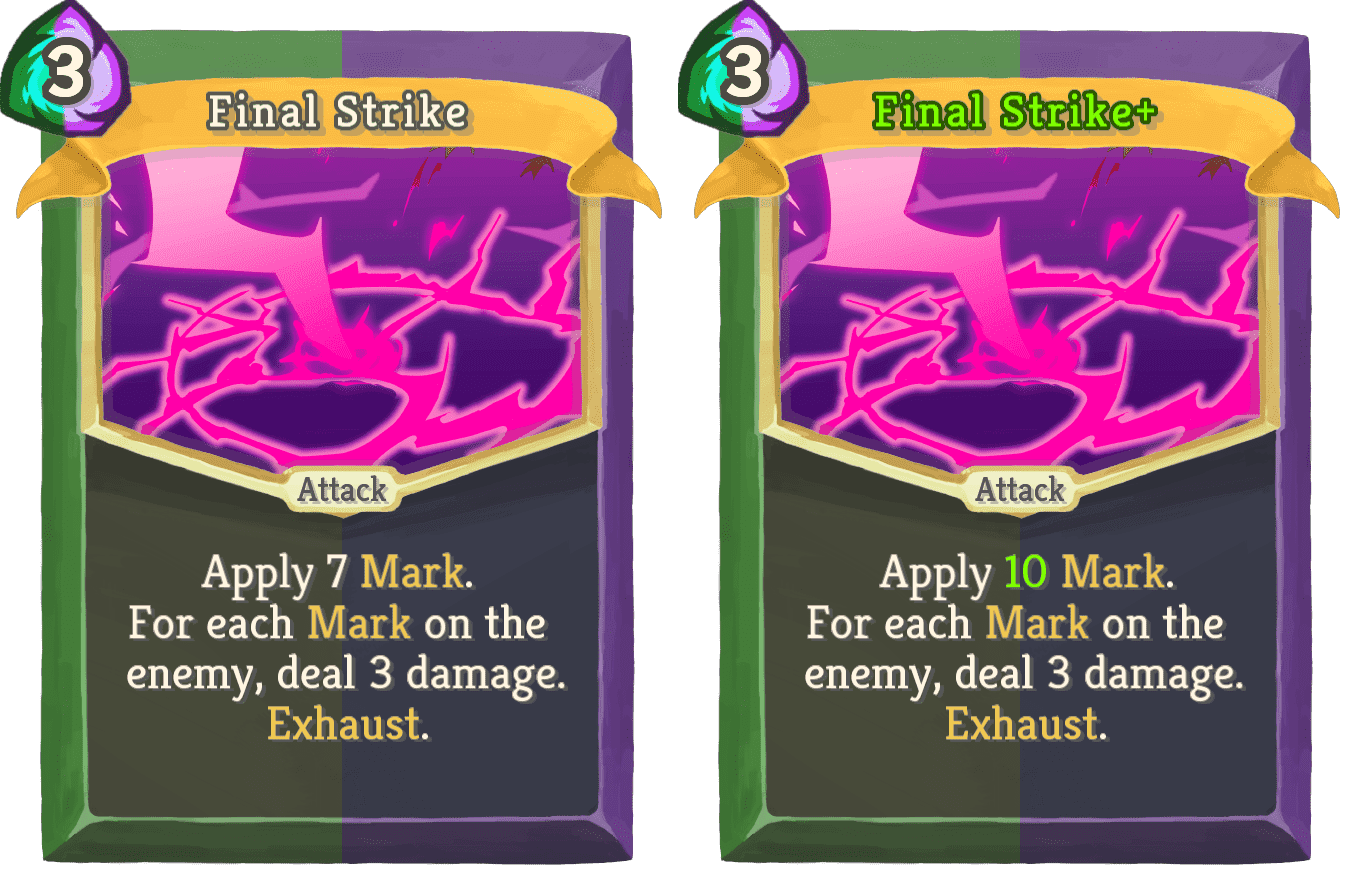 3
Final Strike
Attack
Apply 7 Mark.
For each Mark on the
enemy, deal 3 damage.
Exhaust.
3
Final Strike+
Attack
Apply 10 Mark.
For each Mark on the
enemy, deal 3 damage.
Exhaust.